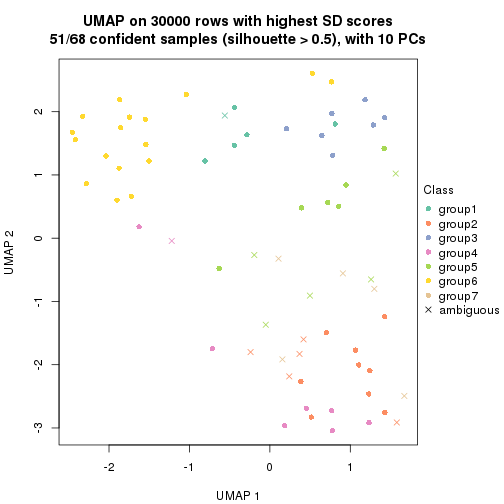 UMAP on 30000 rows with highest SD scores
51/68 confident samples (silhouette > 0.5), with 10 PCs
UMAP 2
2
1
0
-1
-2
-3
-2
-1
0
1
UMAP 1
Class
group1
group2
group3
group4
group5
group6
group7
ambiguous